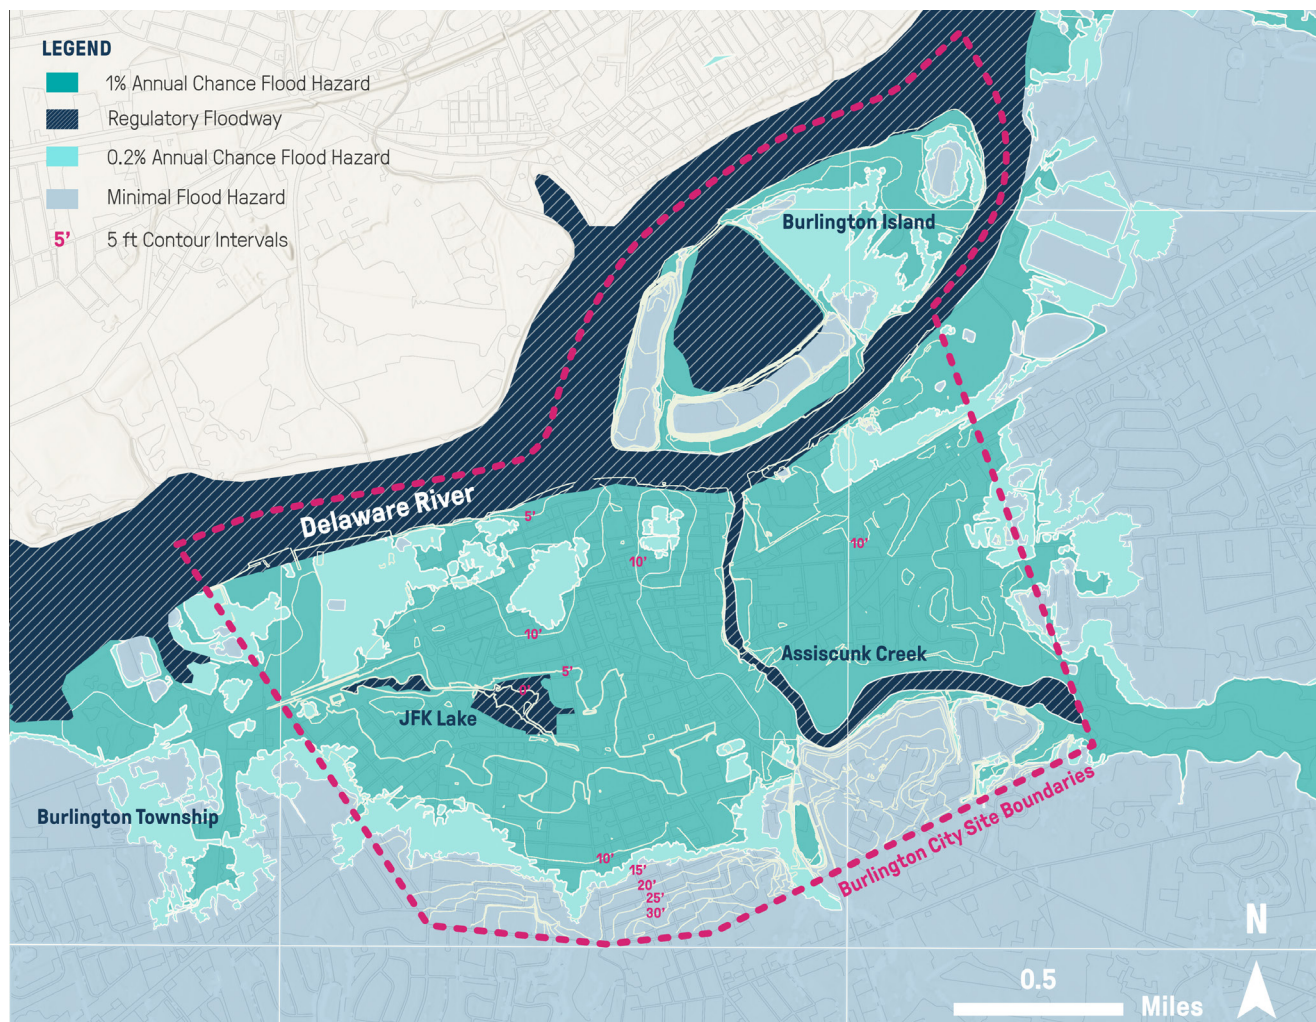 LEGEND
1% Annual Chance Flood Hazard
Regulatory Floodway
0.2% Annual Chance Flood Hazard
Minimal Flood Hazard
5' 5 ft Contour Intervals
Burlington Island
Delaware River
5'
10'
10'
10'
Assiscunk Creek
5'
0'
JFK Lake
Burlington Township
Burlington City Site Boundaries
10'
15'
20'
25'
30'
N
0.5
Miles